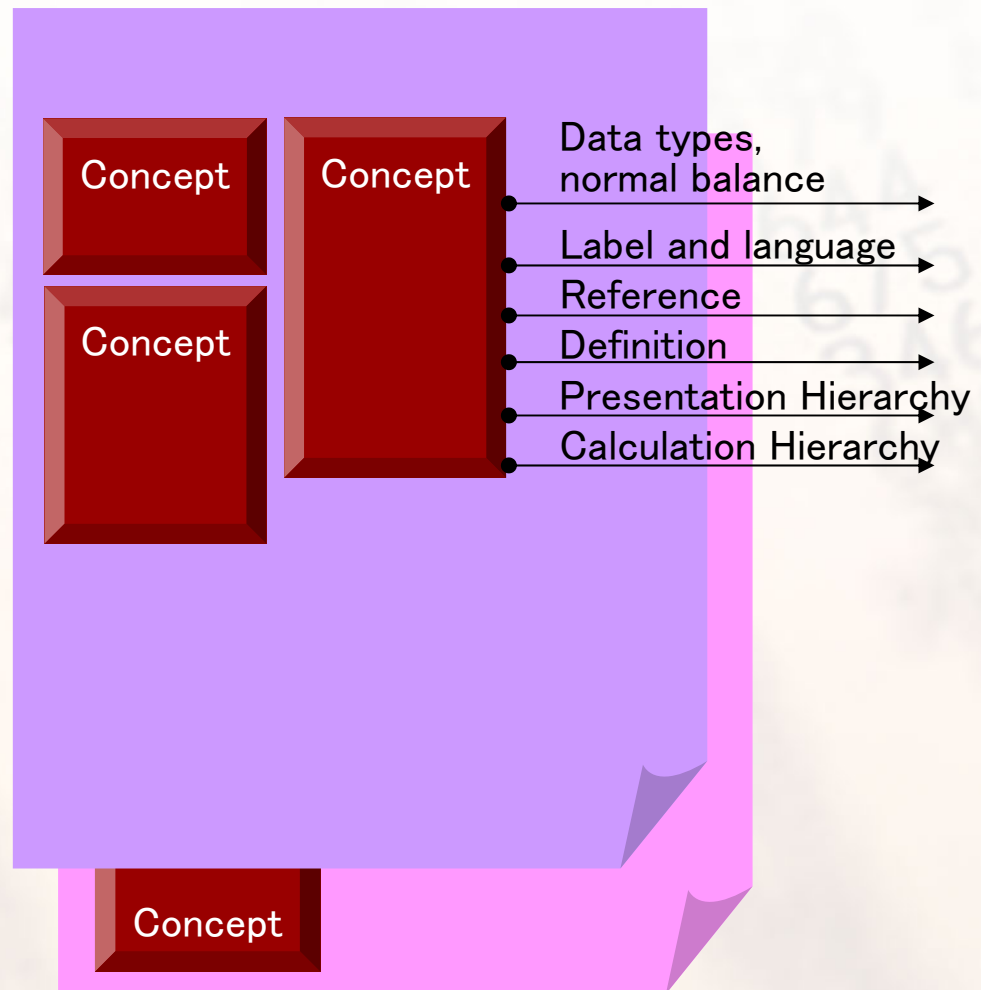 Concept
Concept
Data types,
normal balance
Label and language
Reference
Definition
Presentation Hierarchy
Calculation Hierarchy
Concept
Concept